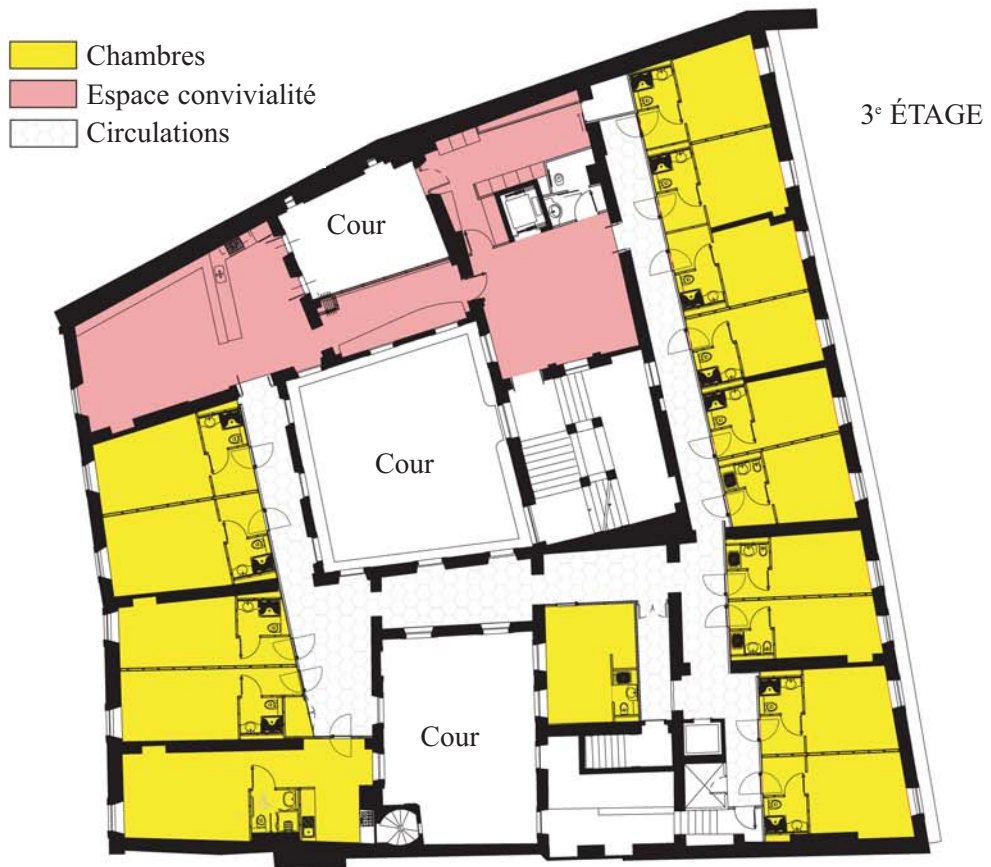 Chambres
Espace convivialité
Circulations
3ᵉ ÉTAGE
Cour
Cour
Cour